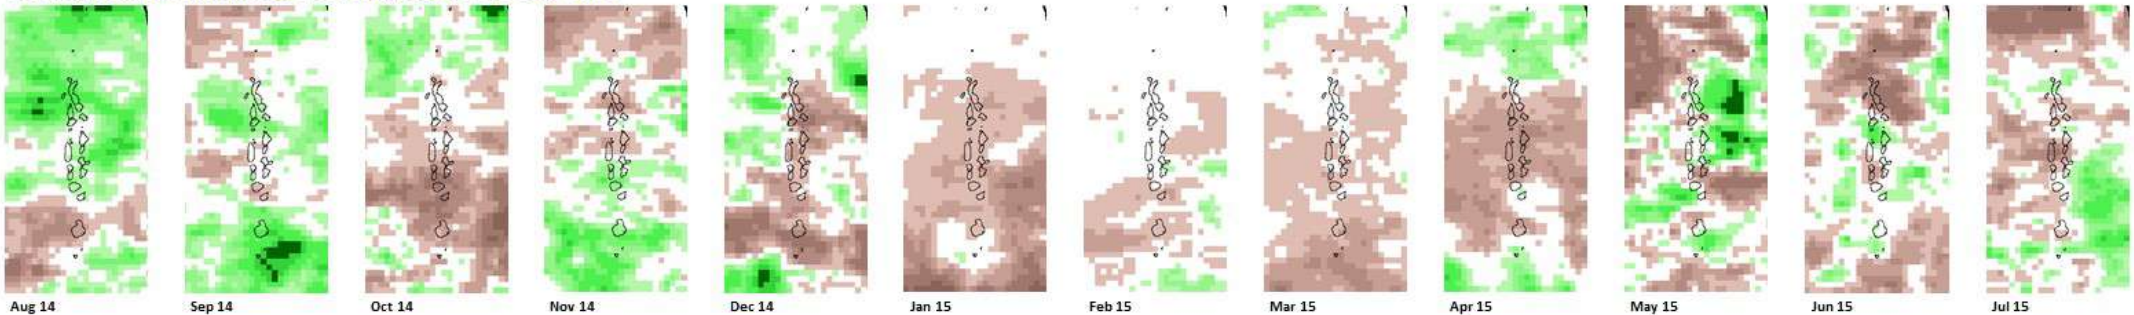 Aug 14
Sep 14
Oct 14
Nov 14
Dec 14
Jan 15
Feb 15
Mar 15
Apr 15
May 15
Jun 15
Jul 15